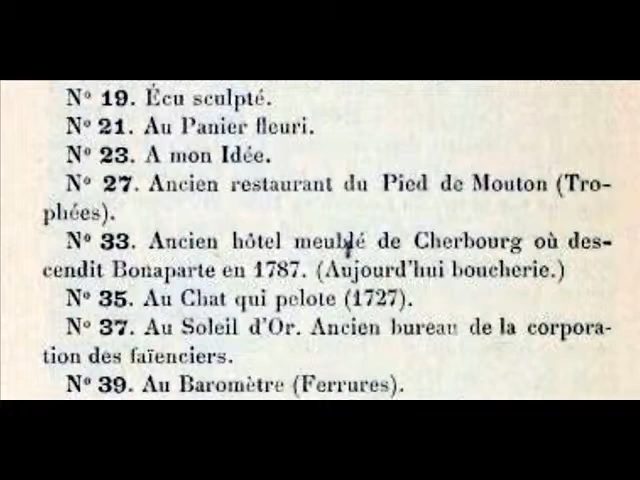 N° 19. Écu sculpté.
N° 21. Au Panier fleuri.
N° 23. A mon Idée.
N° 27. Ancien restaurant du Pied de Mouton (Tro-
phées).
N° 33. Ancien hôtel meublé de Cherbourg où des-
cendit Bonaparte en 1787. (Aujourd'hui boucherie.)
N° 35. Au Chat qui pelote (1727).
N° 37. Au Soleil d'Or. Ancien bureau de la corpora-
tion des faïenciers.
N° 39. Au Baromètre (Ferrures).